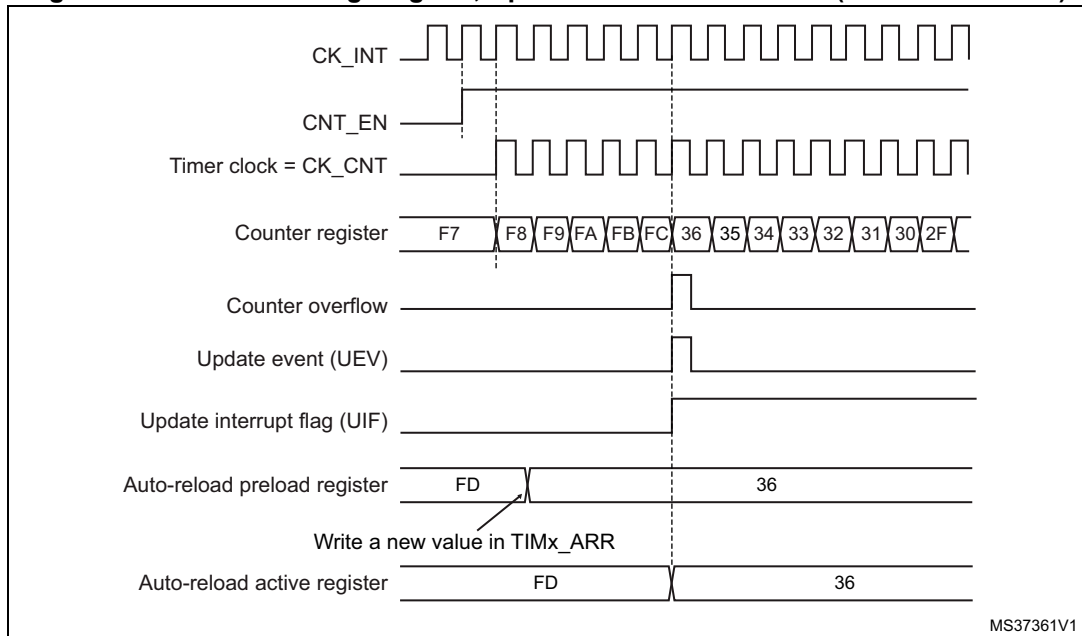 CK_INT
CNT_EN
Timer clock = CK_CNT
Counter register F7 F8 F9 FA FB FC 36 35 34 33 32 31 30 2F
Counter overflow
Update event (UEV)
Update interrupt flag (UIF)
Auto-reload preload register FD 36
Write a new value in TIMx_ARR
Auto-reload active register FD 36
MS37361V1